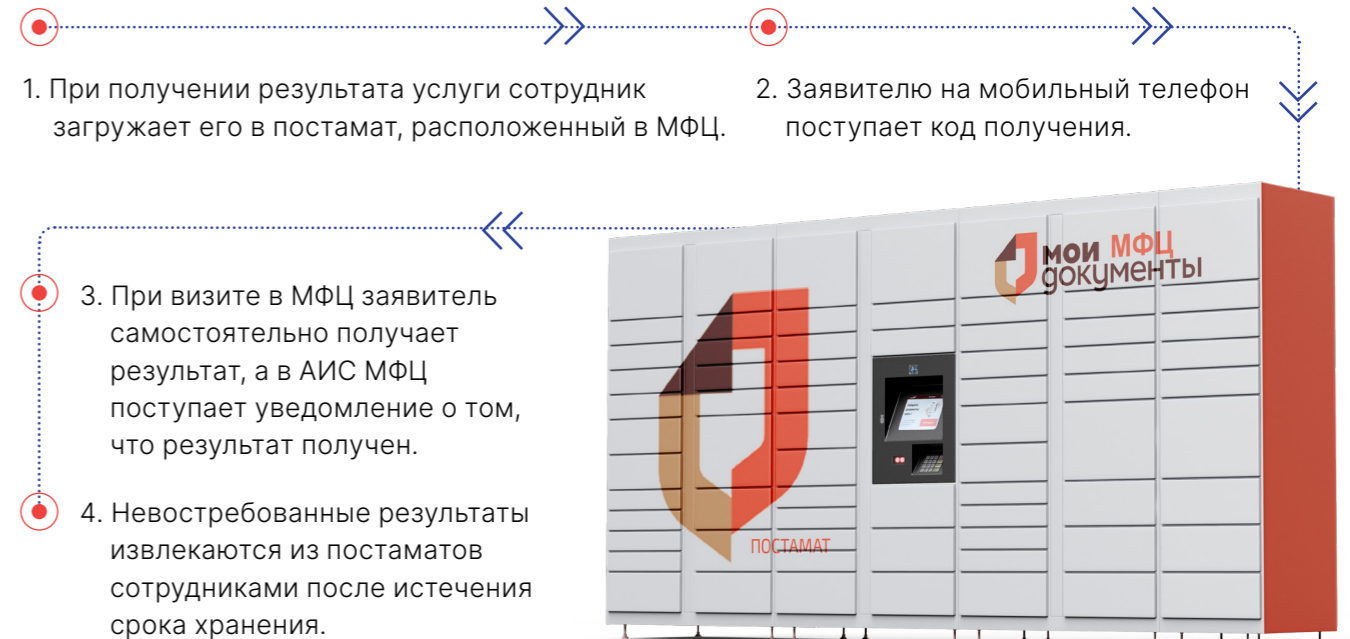 1. При получении результата услуги сотрудник
загружает его в постамат, расположенный в МФЦ.
2. Заявителю на мобильный телефон
поступает код получения.
3. При визите в МФЦ заявитель
самостоятельно получает
результат, а в АИС МФЦ
поступает уведомление о том,
что результат получен.
4. Невостребованные результаты
извлекаются из постаматов
сотрудниками после истечения
срока хранения.
мои МФЦ
документы
ПОСТАМАТ